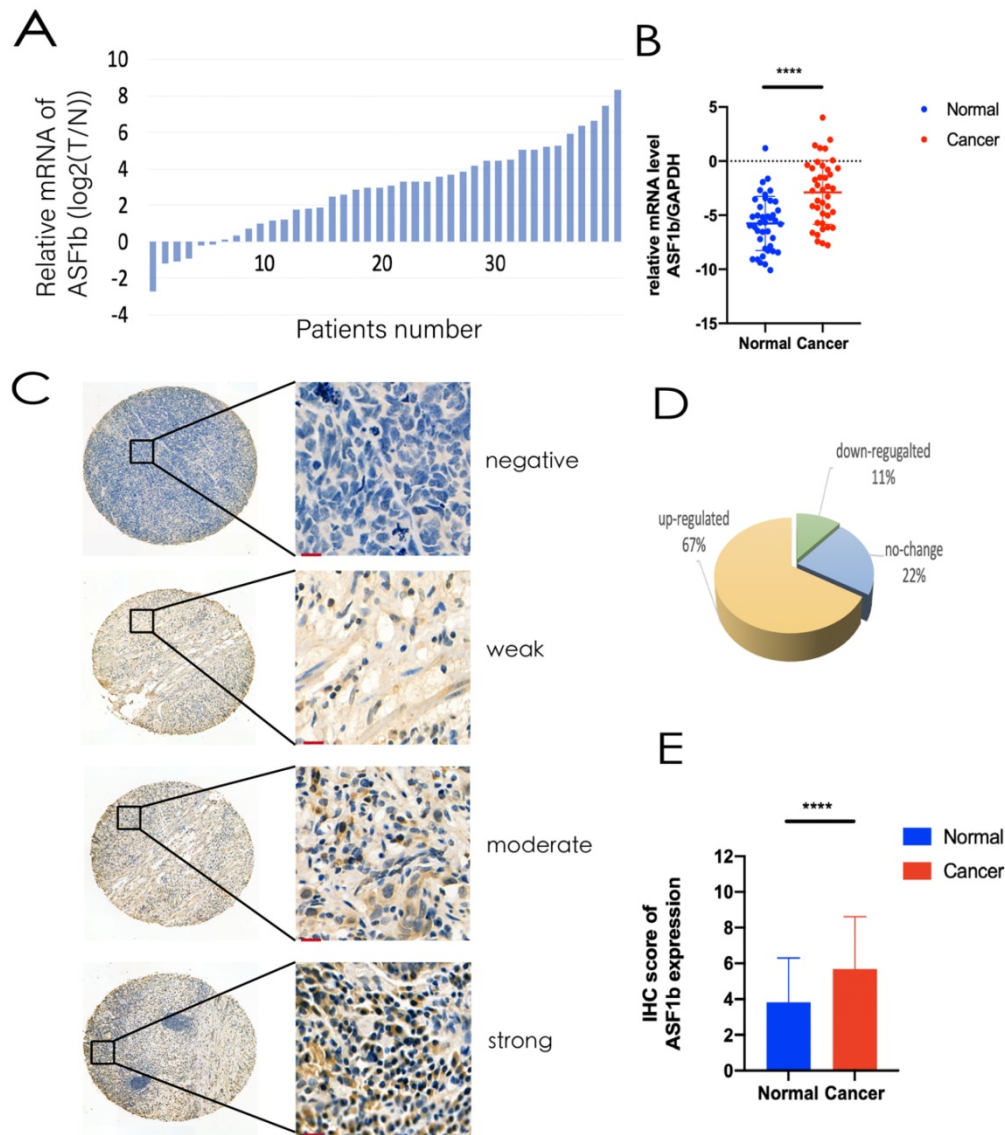 A
Relative mRNA of
ASF1b (log2(T/N))
10
8
6
4
2
0
-2
-4
10
20
30
Patients number
B
****
relative mRNA level
ASF1b/GAPDH
5
0
-5
-10
-15
Normal Cancer
Normal
Cancer
C
negative
weak
moderate
strong
D
down-regugalted
11%
up-regulated
67%
no-change
22%
E
****
Normal
Cancer
IHC score of
ASF1b expression
12
10
8
6
4
2
0
Normal Cancer